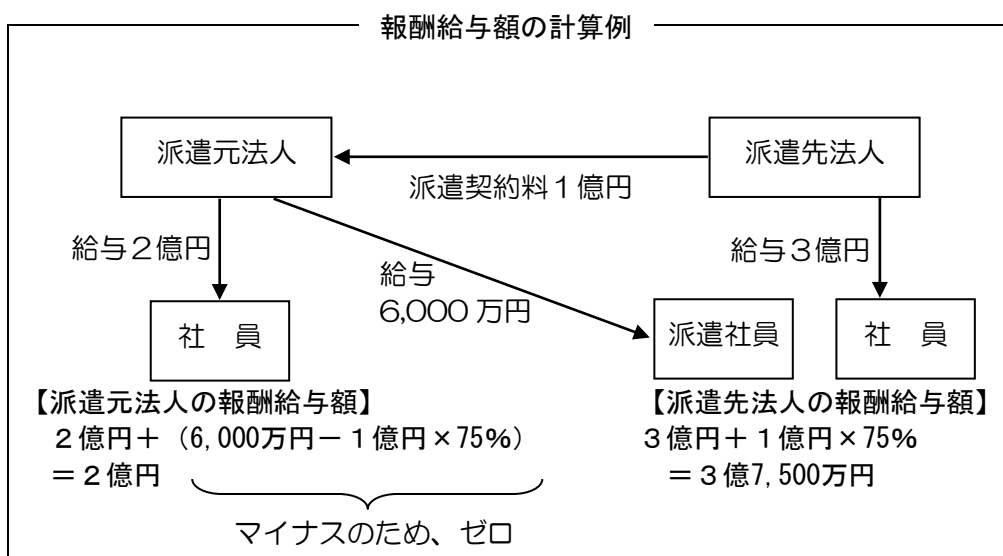 報酬給与額の計算例
派遣元法人
派遣先法人
派遣契約料１億円
給与２億円
給与
6,000 万円
給与３億円
社　員
派遣社員
社　員
【派遣元法人の報酬給与額】
２億円＋（6,000万円－１億円×75％）
＝２億円
マイナスのため、ゼロ
【派遣先法人の報酬給与額】
３億円＋１億円×75％
＝３億7,500万円